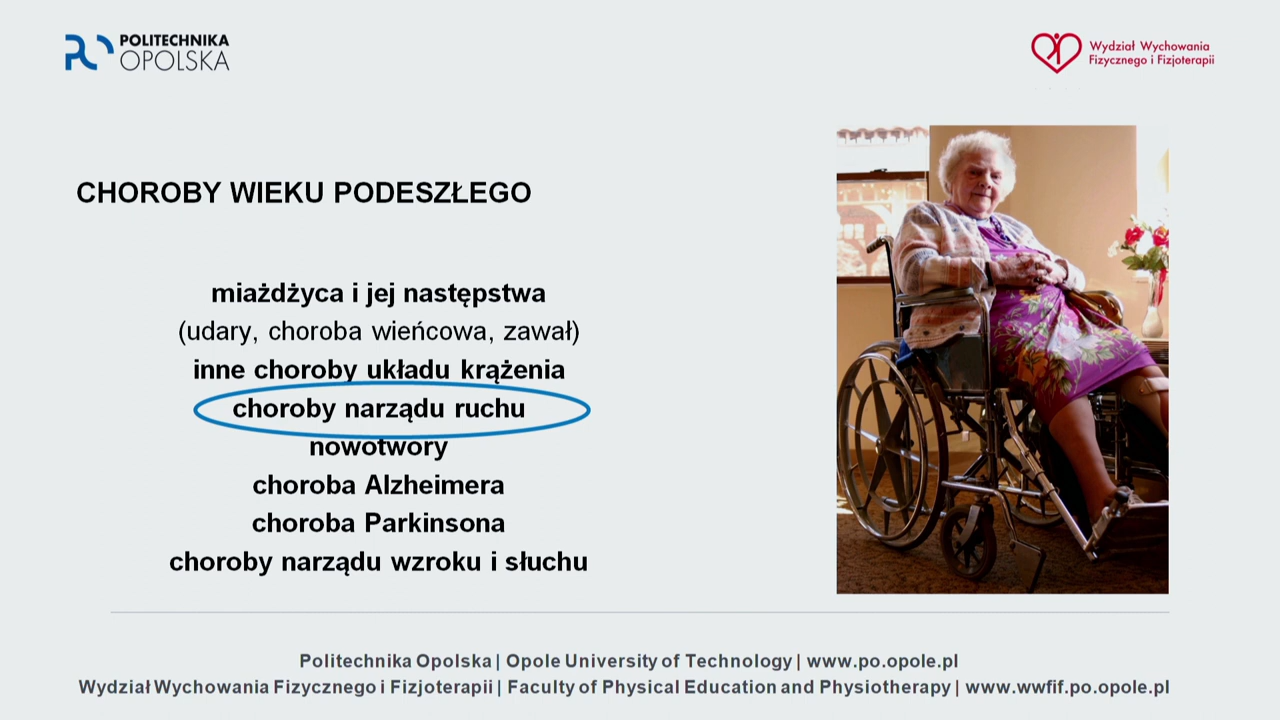 POLITECHNIKA
OPOLSKA
Wydział Wychowania
Fizycznego i Fizjoterapii
CHOROBY WIEKU PODESZŁEGO
miażdżyca i jej następstwa
(udary, choroba wieńcowa, zawał)
inne choroby układu krążenia
choroby narządu ruchu
nowotwory
choroba Alzheimera
choroba Parkinsona
choroby narządu wzroku i słuchu
Politechnika Opolska | Opole University of Technology | www.po.opole.pl
Wydział Wychowania Fizycznego i Fizjoterapii | Faculty of Physical Education and Physiotherapy | www.wwfif.po.opole.pl